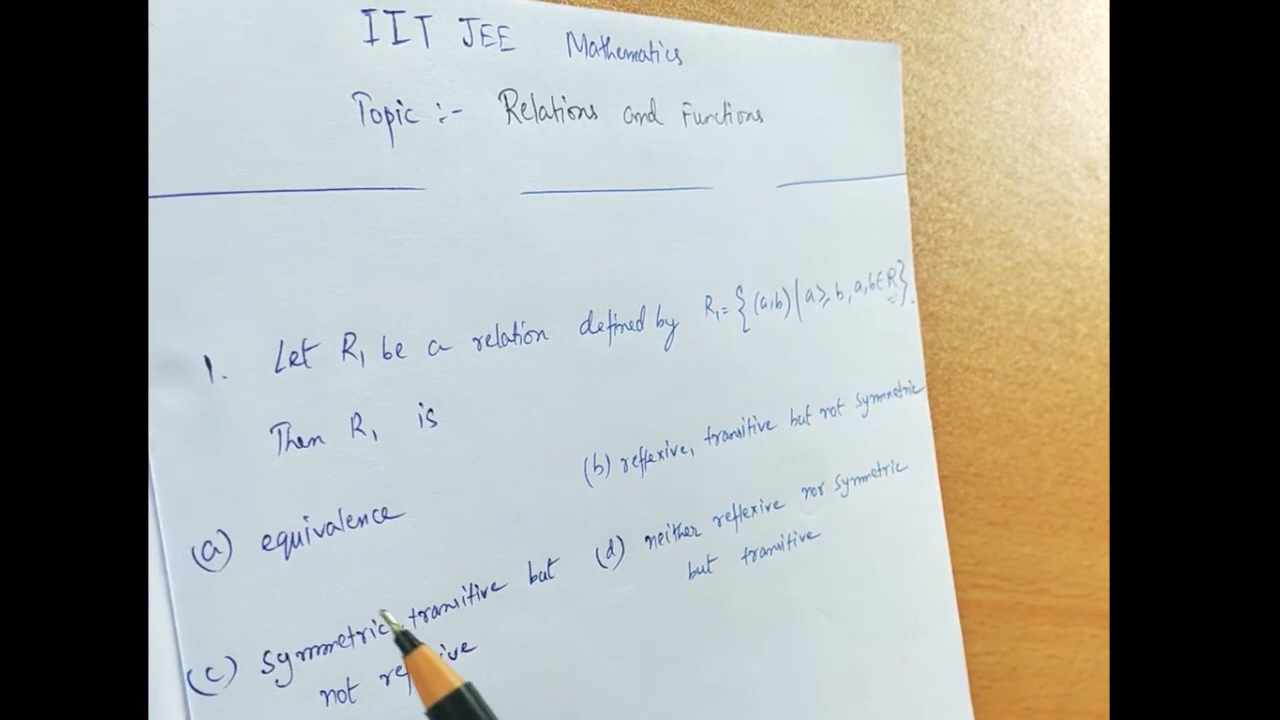 IIT JEE Mathematics
Topic :- Relations and Functions
1. Let R₁ be a relation defined by R₁ = {(a,b) | a ≥ b, a,b ∈ R}.
Then R₁ is
(a) equivalence
(b) reflexive, transitive but not symmetric
(c) symmetric, transitive but
not
(d) neither reflexive nor symmetric
but transitive